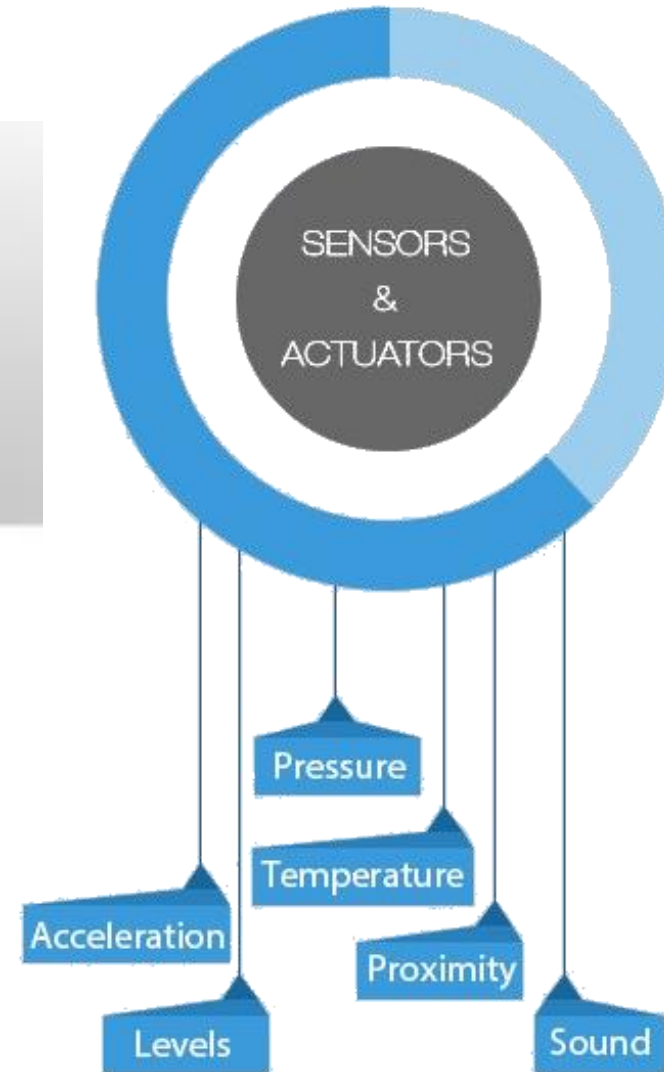 SENSORS
&
ACTUATORS
Pressure
Temperature
Acceleration
Proximity
Levels
Sound